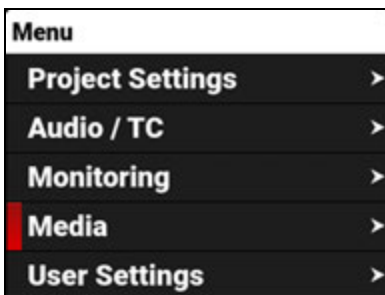 Menu
Project Settings
Audio / TC
Monitoring
Media
User Settings